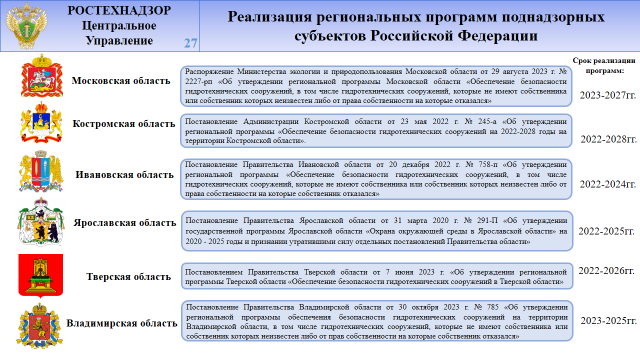 РОСТЕХНАДЗОР
Центральное
Управление
27
Реализация региональных программ поднадзорных
субъектов Российской Федерации
Срок реализации
программ:
Московская область
Распоряжение Министерства экологии и природопользования Московской области от 29 августа 2023 г. №
2227-рп «Об утверждении региональной программы Московской области «Обеспечение безопасности
гидротехнических сооружений, в том числе гидротехнических сооружений, которые не имеют собственника
или собственник которых неизвестен либо от права собственности на которые отказался»
2023-2027гг.
Костромская область
Постановление Администрации Костромской области от 23 мая 2022 г. № 245-а «Об утверждении
региональной программы «Обеспечение безопасности гидротехнических сооружений на 2022-2028 годы на
территории Костромской области».
2022-2028гг.
Ивановская область
Постановление Правительства Ивановской области от 20 декабря 2022 г. № 758-п «Об утверждении
региональной программы «Обеспечение безопасности гидротехнических сооружений, в том числе
гидротехнических сооружений, которые не имеют собственника или собственник которых неизвестен либо от
права собственности на которые собственник отказался»
2022-2024гг.
Ярославская область
Постановление Правительства Ярославской области от 31 марта 2020 г. № 291-П «Об утверждении
государственной программы Ярославской области «Охрана окружающей среды в Ярославской области» на
2020 - 2025 годы и признании утратившими силу отдельных постановлений Правительства области»
2022-2025гг.
Тверская область
Постановлением Правительства Тверской области от 7 июня 2023 г. «Об утверждении региональной
программы Тверской области «Обеспечение безопасности гидротехнических сооружений в Тверской области»
2022-2026гг.
Владимирская область
Постановление Правительства Владимирской области от 30 октября 2023 г. № 785 «Об утверждении
региональной программы обеспечения безопасности гидротехнических сооружений на территории
Владимирской области, в том числе гидротехнических сооружений, которые не имеют собственника или
собственник которых неизвестен либо от прав собственности на которые собственник отказался»
2023-2025гг.